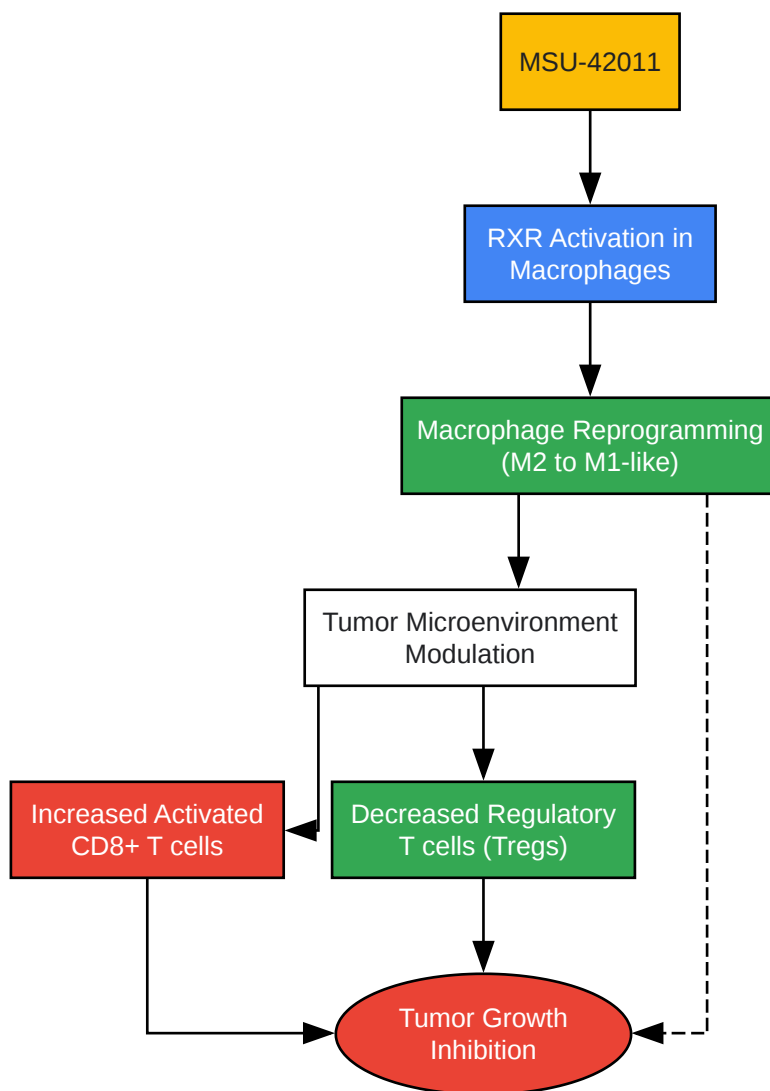 MSU-42011
RXR Activation in
Macrophages
Macrophage Reprogramming
(M2 to M1-like)
Tumor Microenvironment
Modulation
Increased Activated
CD8+ T cells
Decreased Regulatory
T cells (Tregs)
Tumor Growth
Inhibition